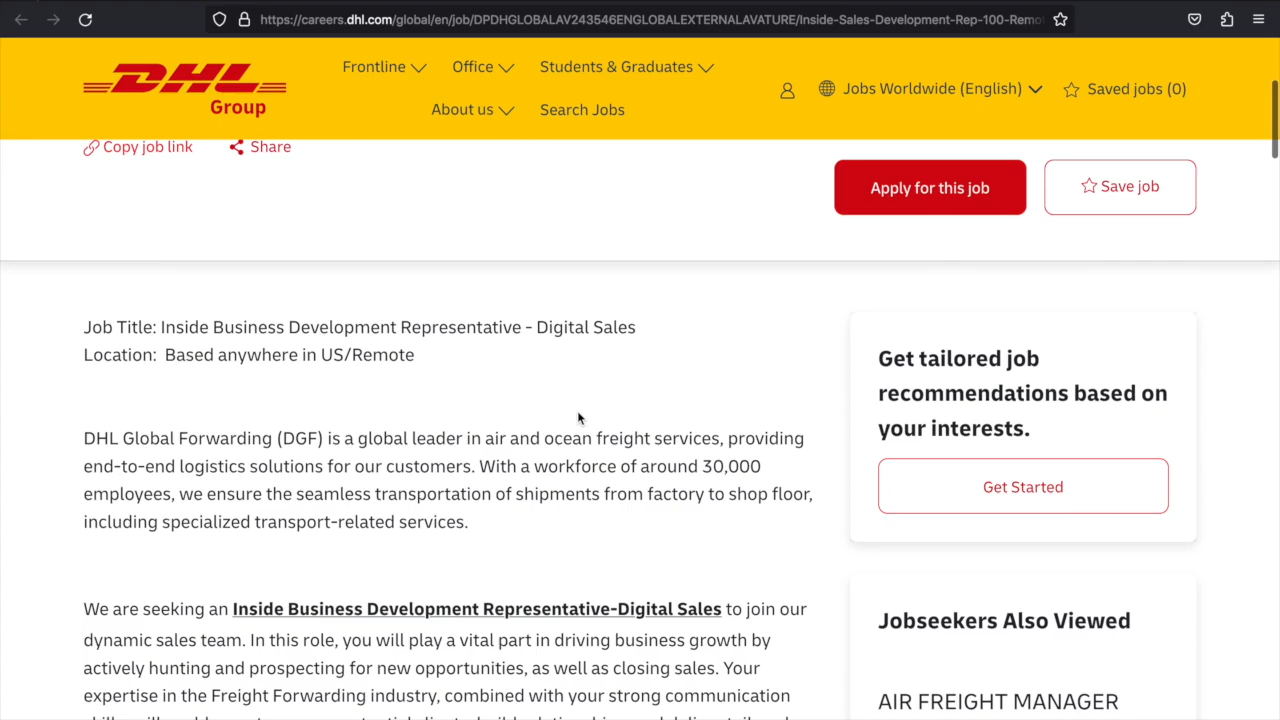 https://careers.dhl.com/global/en/job/DPDHGLOBALAV243546ENGLOBALEXTERNALAVATURE/Inside-Sales-Development-Rep-100-Remo
DHL
Group
Frontline
Office
Students & Graduates
About us
Search Jobs
Jobs Worldwide (English)
Saved jobs (0)
Copy job link
Share
Apply for this job
Save job
Job Title: Inside Business Development Representative - Digital Sales
Location: Based anywhere in US/Remote
DHL Global Forwarding (DGF) is a global leader in air and ocean freight services, providing
end-to-end logistics solutions for our customers. With a workforce of around 30,000
employees, we ensure the seamless transportation of shipments from factory to shop floor,
including specialized transport-related services.
We are seeking an Inside Business Development Representative-Digital Sales to join our
dynamic sales team. In this role, you will play a vital part in driving business growth by
actively hunting and prospecting for new opportunities, as well as closing sales. Your
expertise in the Freight Forwarding industry, combined with your strong communication
Get tailored job
recommendations based on
your interests.
Get Started
Jobseekers Also Viewed
AIR FREIGHT MANAGER